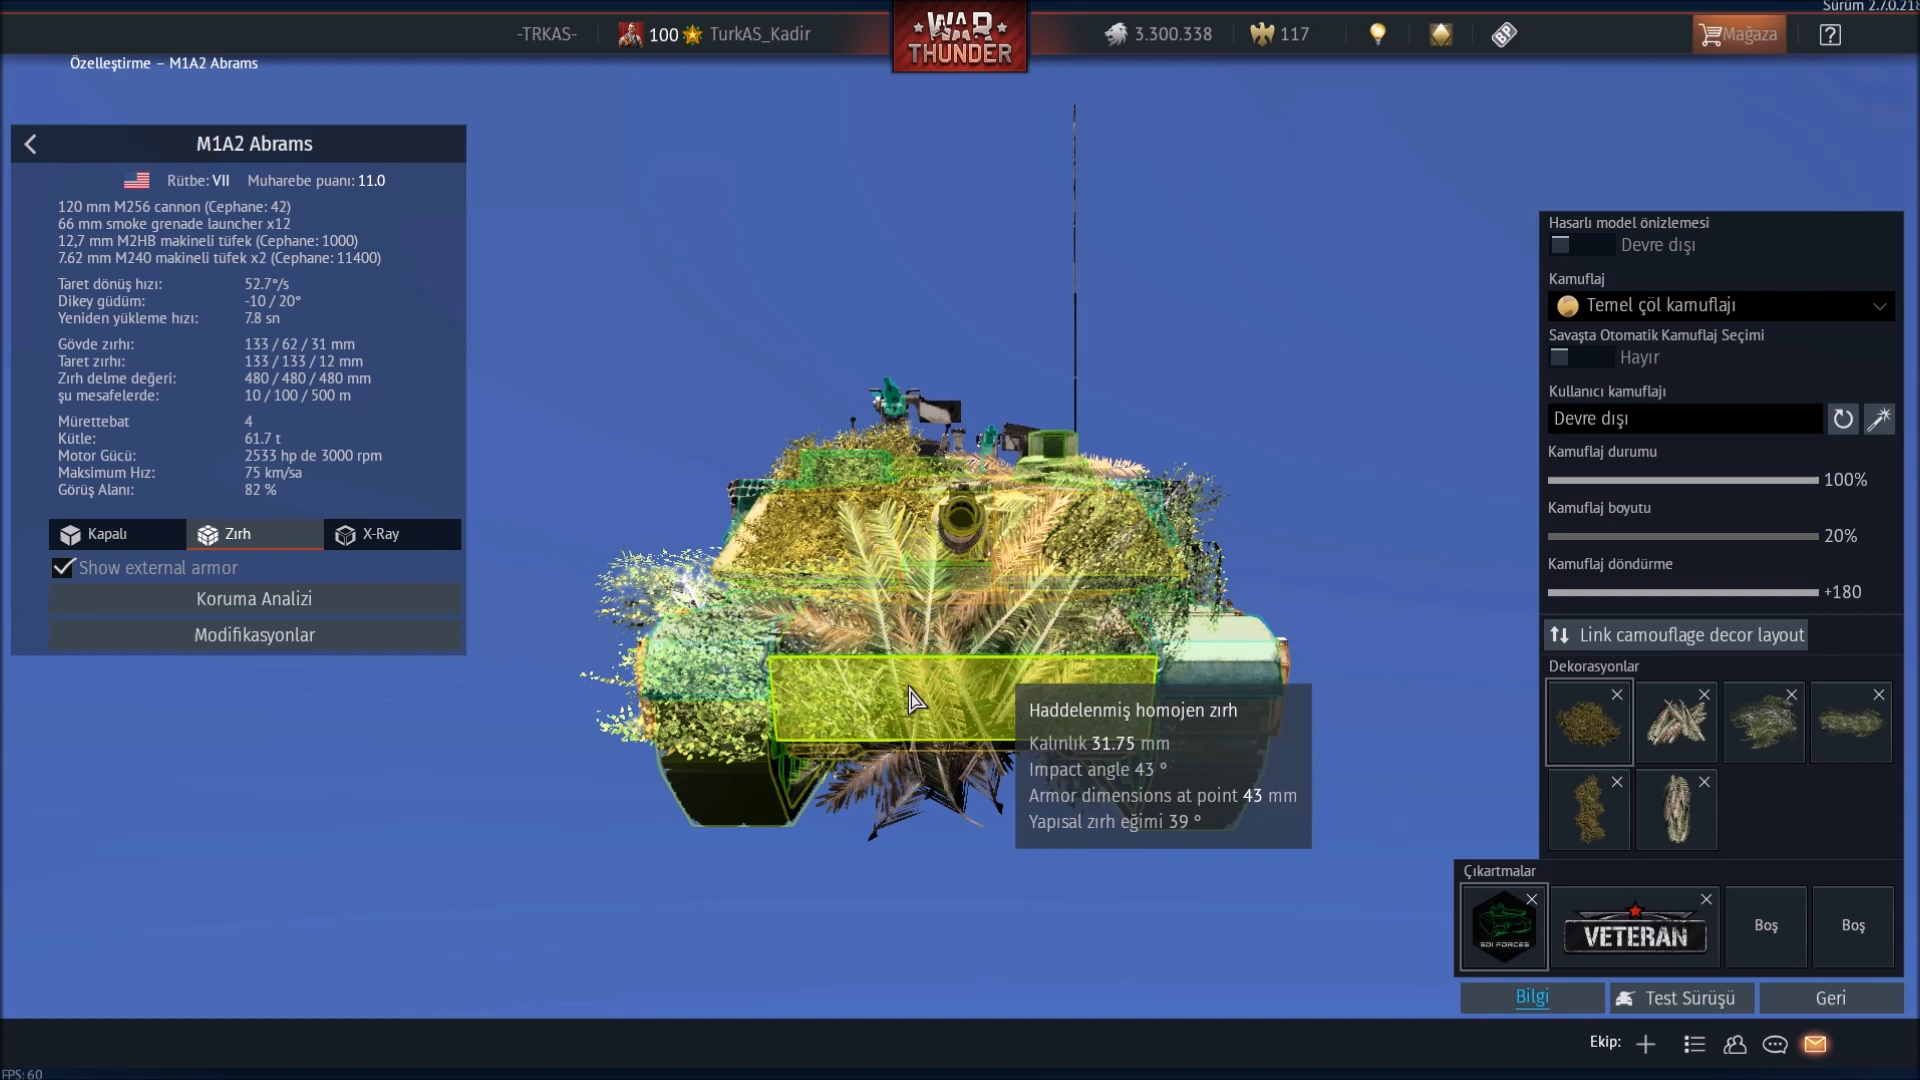 Sürüm 2.7.0.218
-TRKAS-
100
TurkAS_Kadir
WAR
THUNDER
3.300.338
117
BP
Mağaza
?
Özelleştirme – M1A2 Abrams
M1A2 Abrams
Rütbe: VII Muharebe puanı: 11.0
120 mm M256 cannon (Cephane: 42)
66 mm smoke grenade launcher x12
12,7 mm M2HB makineli tüfek (Cephane: 1000)
7.62 mm M240 makineli tüfek x2 (Cephane: 11400)
Taret dönüş hızı: 52.7°/s
Dikey güdüm: -10 / 20°
Yeniden yükleme hızı: 7.8 sn
Gövde zırhı: 133 / 62 / 31 mm
Taret zırhı: 133 / 133 / 12 mm
Zırh delme değeri: 480 / 480 / 480 mm
şu mesafelerde: 10 / 100 / 500 m
Mürettebat 4
Kütle: 61.7 t
Motor Gücü: 2533 hp de 3000 rpm
Maksimum Hız: 75 km/sa
Görüş Alanı: 82 %
Kapalı
Zırh
X-Ray
Show external armor
Koruma Analizi
Modifikasyonlar
Haddelenmiş homojen zırh
Kalınlık 31.75 mm
Impact angle 43 °
Armor dimensions at point 43 mm
Yapısal zırh eğimi 39 °
Hasarlı model önizlemesi
Devre dışı
Kamuflaj
Temel çöl kamuflajı
Savaşta Otomatik Kamuflaj Seçimi
Hayır
Kullanıcı kamuflajı
Devre dışı
Kamuflaj durumu
100%
Kamuflaj boyutu
20%
Kamuflaj döndürme
+180
Link camouflage decor layout
Dekorasyonlar
Çıkartmalar
SDI FORCES
VETERAN
Boş
Boş
Bilgi
Test Sürüşü
Geri
Ekip:
FPS: 60